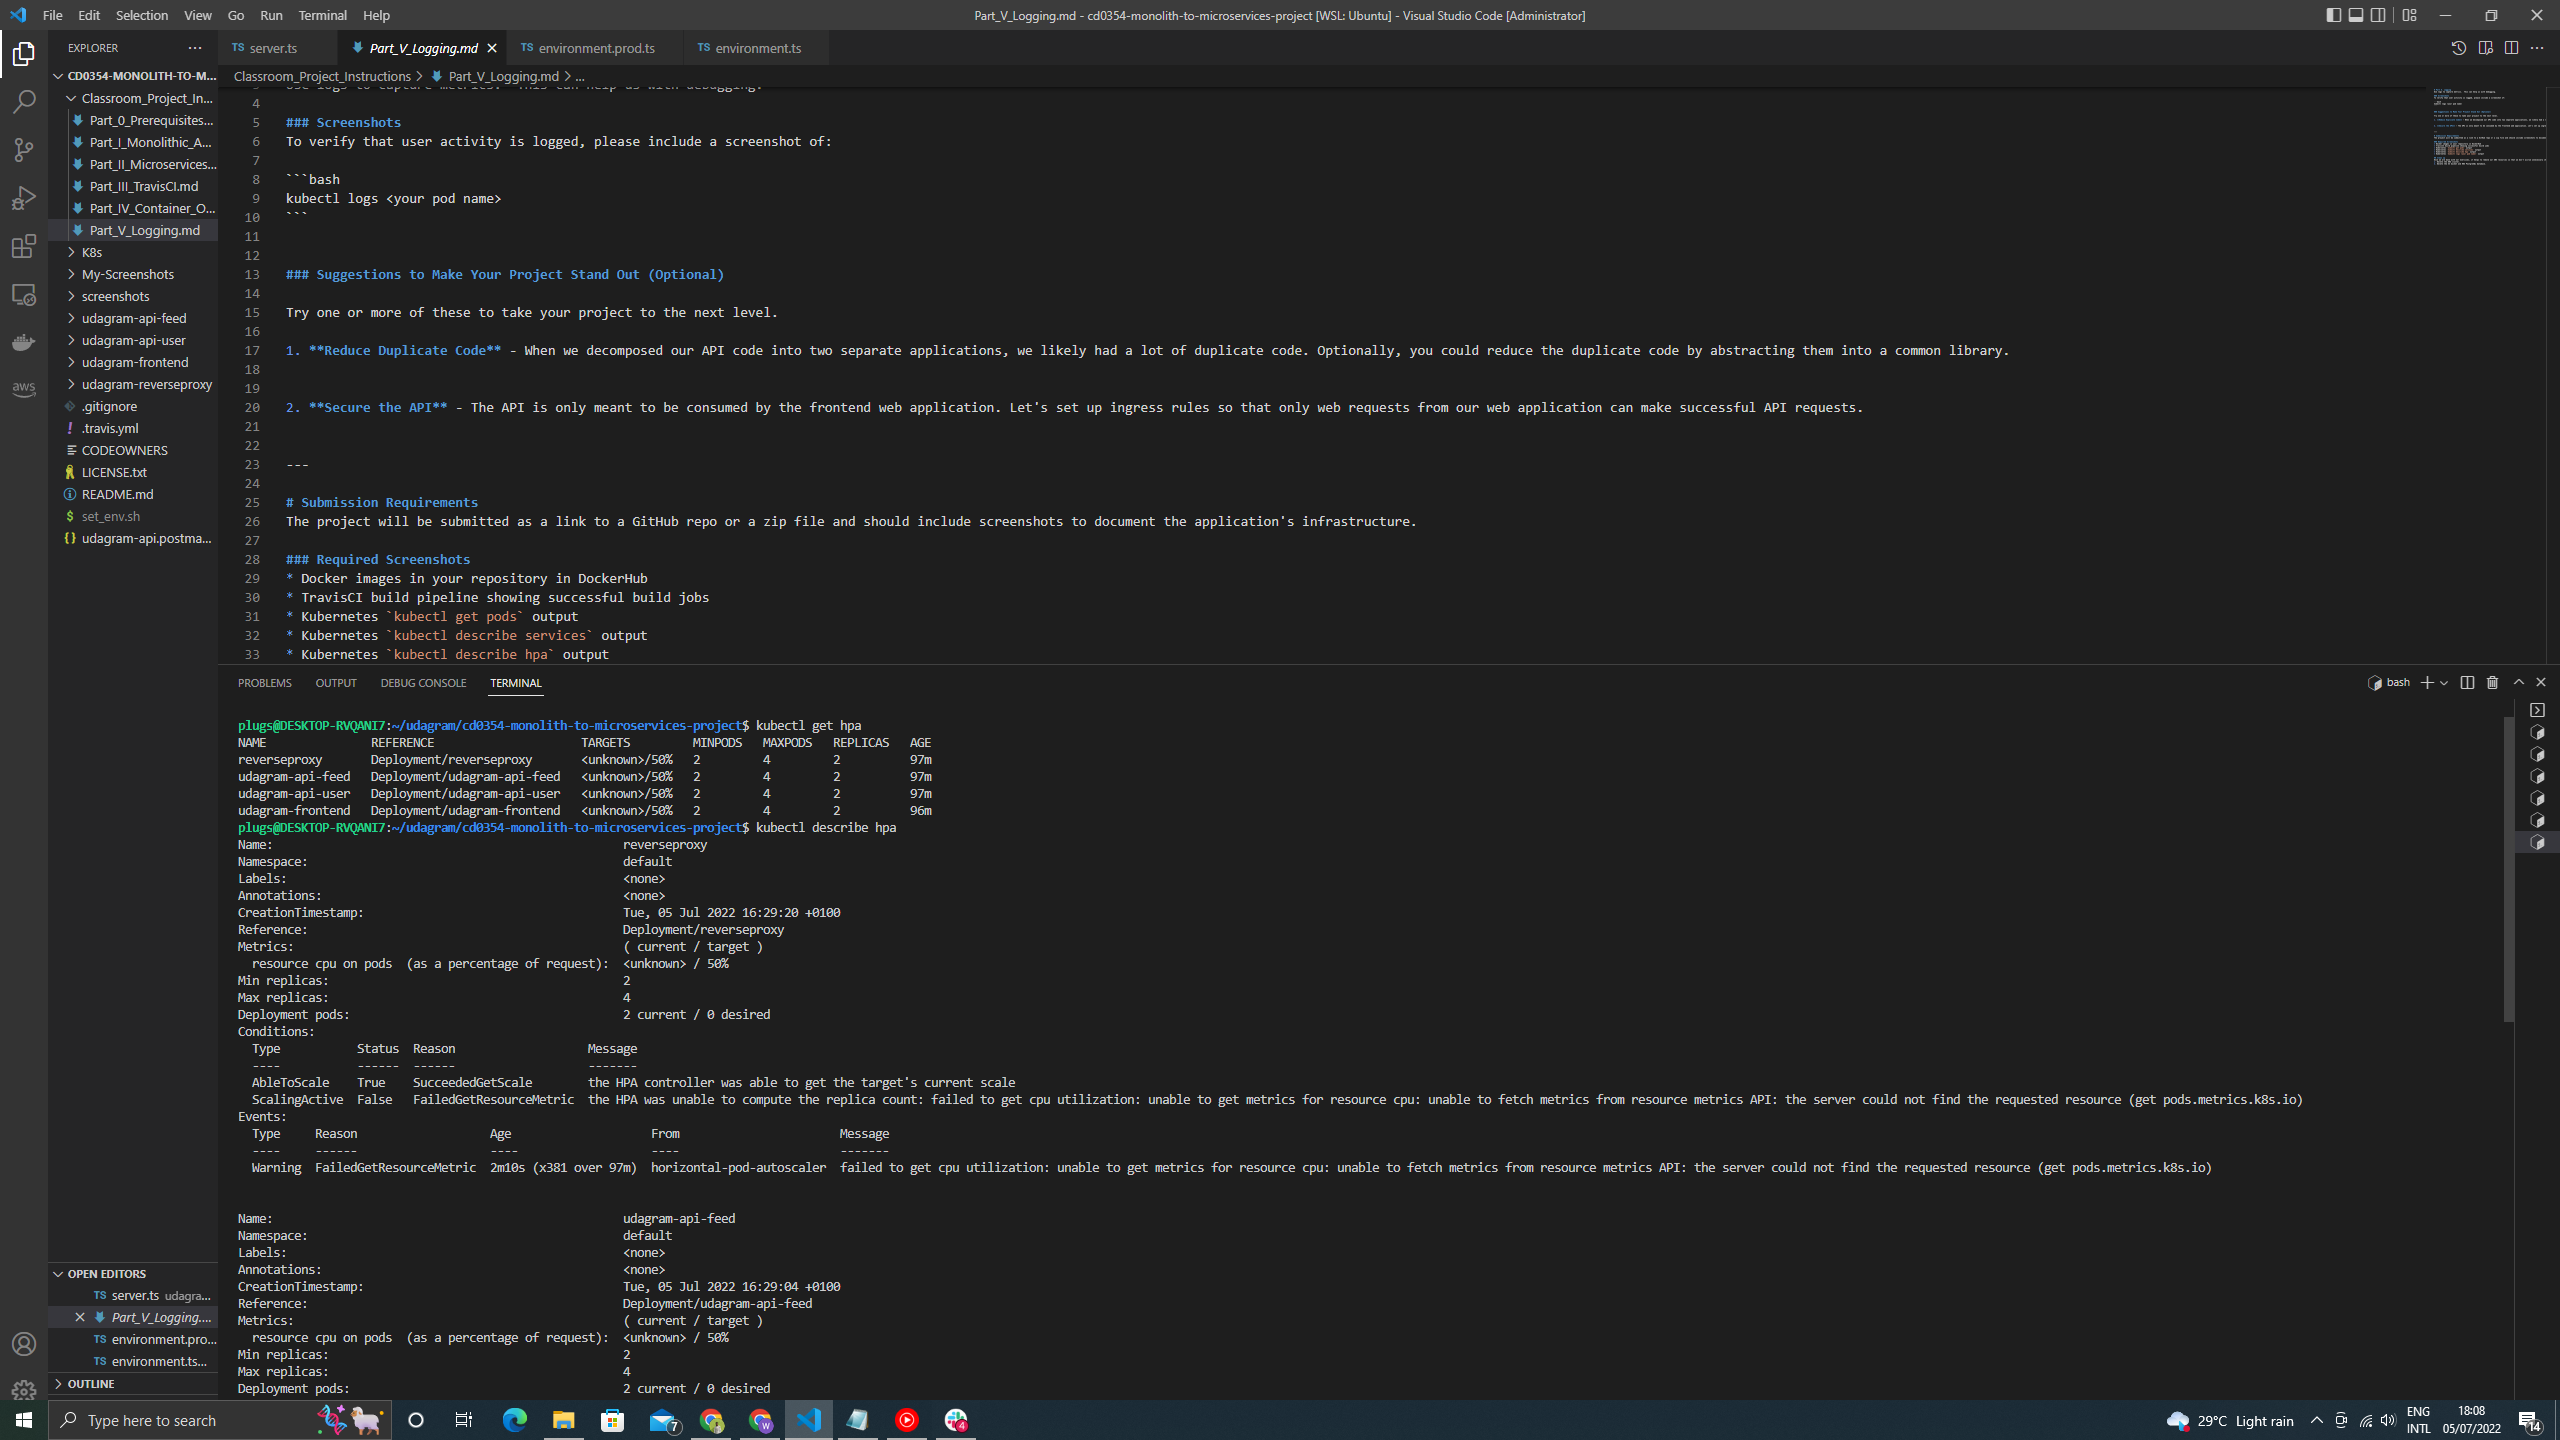 File Edit Selection View Go Run Terminal Help
Part_V_Logging.md - cd0354-monolith-to-microservices-project [WSL: Ubuntu] - Visual Studio Code [Administrator]
EXPLORER
TS server.ts
Part_V_Logging.md
TS environment.prod.ts
TS environment.ts
CD0354-MONOLITH-TO-M...
Classroom_Project_Instructions > Part_V_Logging.md > ...
Classroom_Project_In...
Part_0_Prerequisites...
Part_I_Monolithic_A...
Part_II_Microservices...
Part_III_TravisCI.md
Part_IV_Container_O...
Part_V_Logging.md
K8s
My-Screenshots
screenshots
udagram-api-feed
udagram-api-user
udagram-frontend
udagram-reverseproxy
.gitignore
! .travis.yml
CODEOWNERS
LICENSE.txt
README.md
$ set_env.sh
{} udagram-api.postma...
aws
OPEN EDITORS
TS server.ts udagra...
Part_V_Logging....
TS environment.pro...
TS environment.ts...
OUTLINE
3 Use logs to capture metrics. This can help us with debugging.
4
5 ### Screenshots
6 To verify that user activity is logged, please include a screenshot of:
7
8 ```bash
9 kubectl logs <your pod name>
10 ```
11
12
13 ### Suggestions to Make Your Project Stand Out (Optional)
14
15 Try one or more of these to take your project to the next level.
16
17 1. **Reduce Duplicate Code** - When we decomposed our API code into two separate applications, we likely had a lot of duplicate code. Optionally, you could reduce the duplicate code by abstracting them into a common library.
18
19
20 2. **Secure the API** - The API is only meant to be consumed by the frontend web application. Let's set up ingress rules so that only web requests from our web application can make successful API requests.
21
22
23 ---
24
25 # Submission Requirements
26 The project will be submitted as a link to a GitHub repo or a zip file and should include screenshots to document the application's infrastructure.
27
28 ### Required Screenshots
29 * Docker images in your repository in DockerHub
30 * TravisCI build pipeline showing successful build jobs
31 * Kubernetes `kubectl get pods` output
32 * Kubernetes `kubectl describe services` output
33 * Kubernetes `kubectl describe hpa` output
PROBLEMS OUTPUT DEBUG CONSOLE TERMINAL
bash
plugs@DESKTOP-RVQANI7:~/udagram/cd0354-monolith-to-microservices-project$ kubectl get hpa
NAME REFERENCE TARGETS MINPODS MAXPODS REPLICAS AGE
reverseproxy Deployment/reverseproxy <unknown>/50% 2 4 2 97m
udagram-api-feed Deployment/udagram-api-feed <unknown>/50% 2 4 2 97m
udagram-api-user Deployment/udagram-api-user <unknown>/50% 2 4 2 97m
udagram-frontend Deployment/udagram-frontend <unknown>/50% 2 4 2 96m
plugs@DESKTOP-RVQANI7:~/udagram/cd0354-monolith-to-microservices-project$ kubectl describe hpa
Name: reverseproxy
Namespace: default
Labels: <none>
Annotations: <none>
CreationTimestamp: Tue, 05 Jul 2022 16:29:20 +0100
Reference: Deployment/reverseproxy
Metrics: ( current / target )
resource cpu on pods (as a percentage of request): <unknown> / 50%
Min replicas: 2
Max replicas: 4
Deployment pods: 2 current / 0 desired
Conditions:
Type Status Reason Message
---- ------ ------ -------
AbleToScale True SucceededGetScale the HPA controller was able to get the target's current scale
ScalingActive False FailedGetResourceMetric the HPA was unable to compute the replica count: failed to get cpu utilization: unable to get metrics for resource cpu: unable to fetch metrics from resource metrics API: the server could not find the requested resource (get pods.metrics.k8s.io)
Events:
Type Reason Age From Message
---- ------ ---- ---- -------
Warning FailedGetResourceMetric 2m10s (x381 over 97m) horizontal-pod-autoscaler failed to get cpu utilization: unable to get metrics for resource cpu: unable to fetch metrics from resource metrics API: the server could not find the requested resource (get pods.metrics.k8s.io)
Name: udagram-api-feed
Namespace: default
Labels: <none>
Annotations: <none>
CreationTimestamp: Tue, 05 Jul 2022 16:29:04 +0100
Reference: Deployment/udagram-api-feed
Metrics: ( current / target )
resource cpu on pods (as a percentage of request): <unknown> / 50%
Min replicas: 2
Max replicas: 4
Deployment pods: 2 current / 0 desired
Type here to search
7
W
4
29°C Light rain
ENG
INTL
18:08
05/07/2022
14